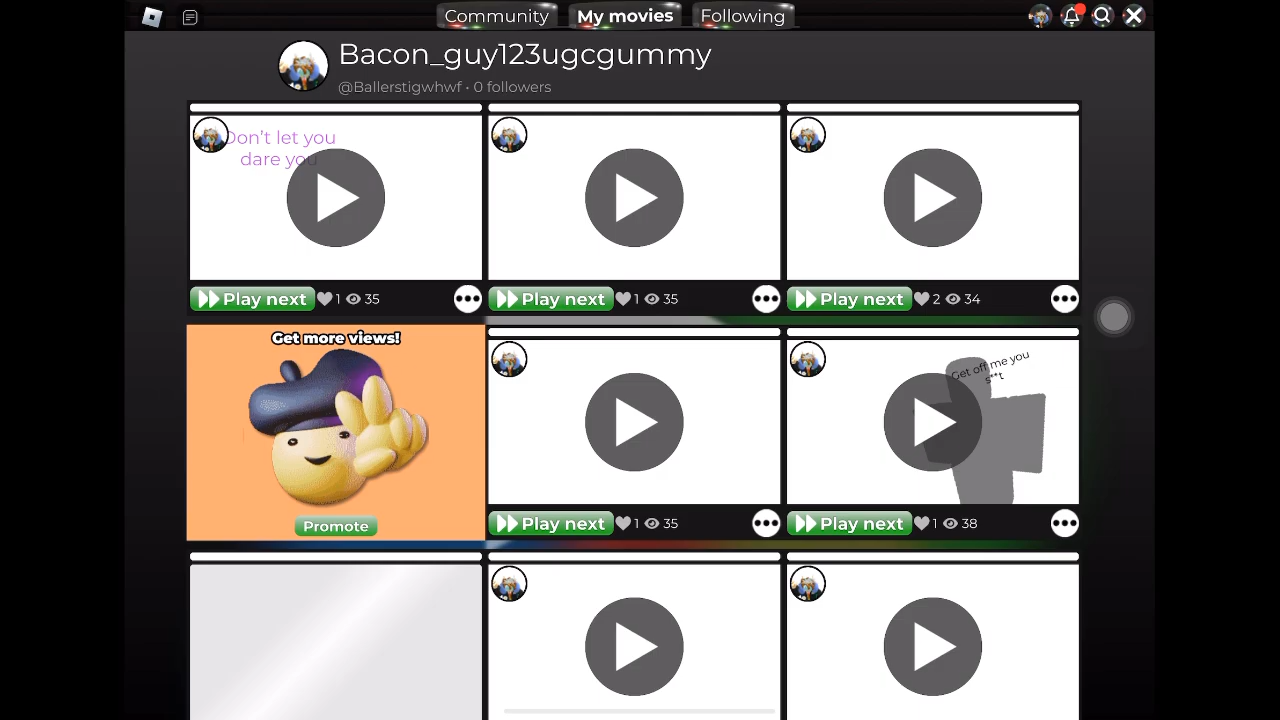 Community
My movies
Following
Bacon_guy123ugcgummy
@Ballerstigwhwf • 0 followers
Don't let you
dare you
Play next 1 35
Play next 1 35
Play next 2 34
Get more views!
Promote
Get off me you
s**t
Play next 1 35
Play next 1 38